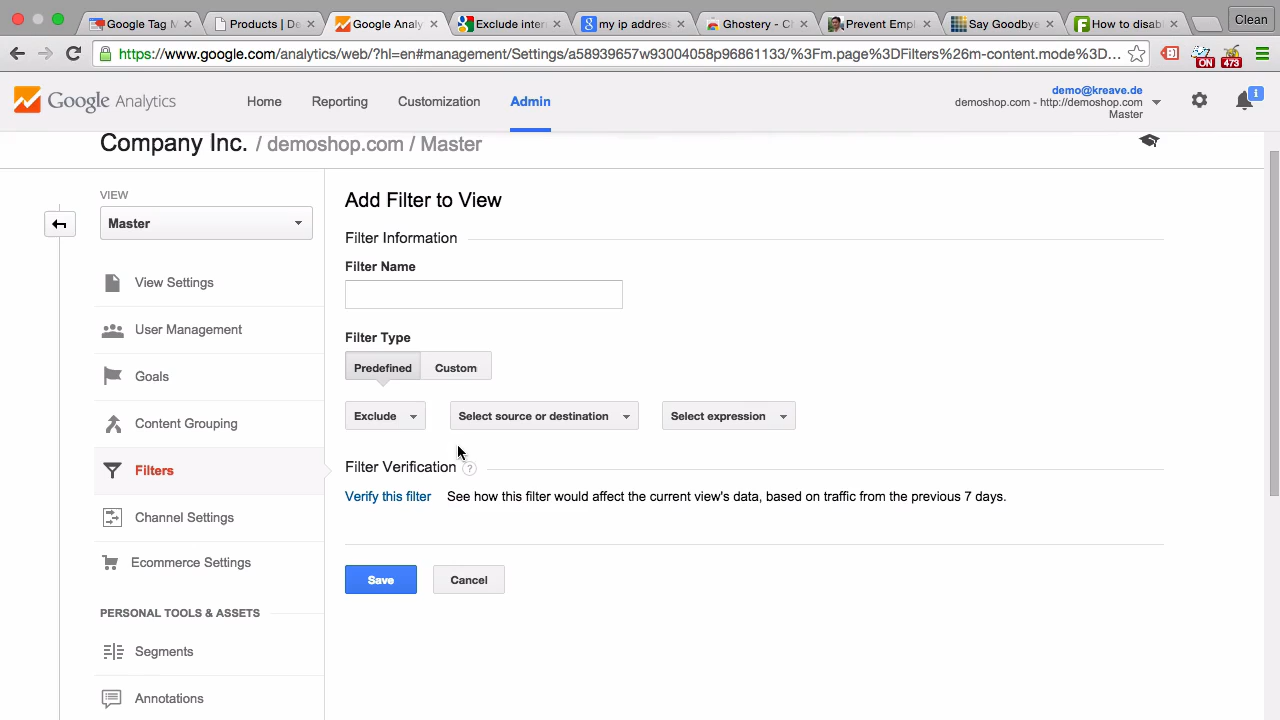 Google Tag M
Products | De
Google Analy
Exclude inter
my ip addres
Ghostery -
Prevent Empl
Say Goodb
How to disab
Clean
https://www.google.com/analytics/web/?hl=en#management/Settings/a58939657w93004058p96861133/%3Fm.page%3DFilters%26m-content.mode%3D...
ON
473
Google Analytics
Home
Reporting
Customization
Admin
demo@kreave.de
demoshop.com - http://demoshop.com
Master
1
Company Inc. / demoshop.com / Master
VIEW
Master
View Settings
User Management
Goals
Content Grouping
Filters
Channel Settings
Ecommerce Settings
PERSONAL TOOLS & ASSETS
Segments
Annotations
Add Filter to View
Filter Information
Filter Name
Filter Type
Predefined
Custom
Exclude
Select source or destination
Select expression
Filter Verification ?
Verify this filter See how this filter would affect the current view's data, based on traffic from the previous 7 days.
Save
Cancel